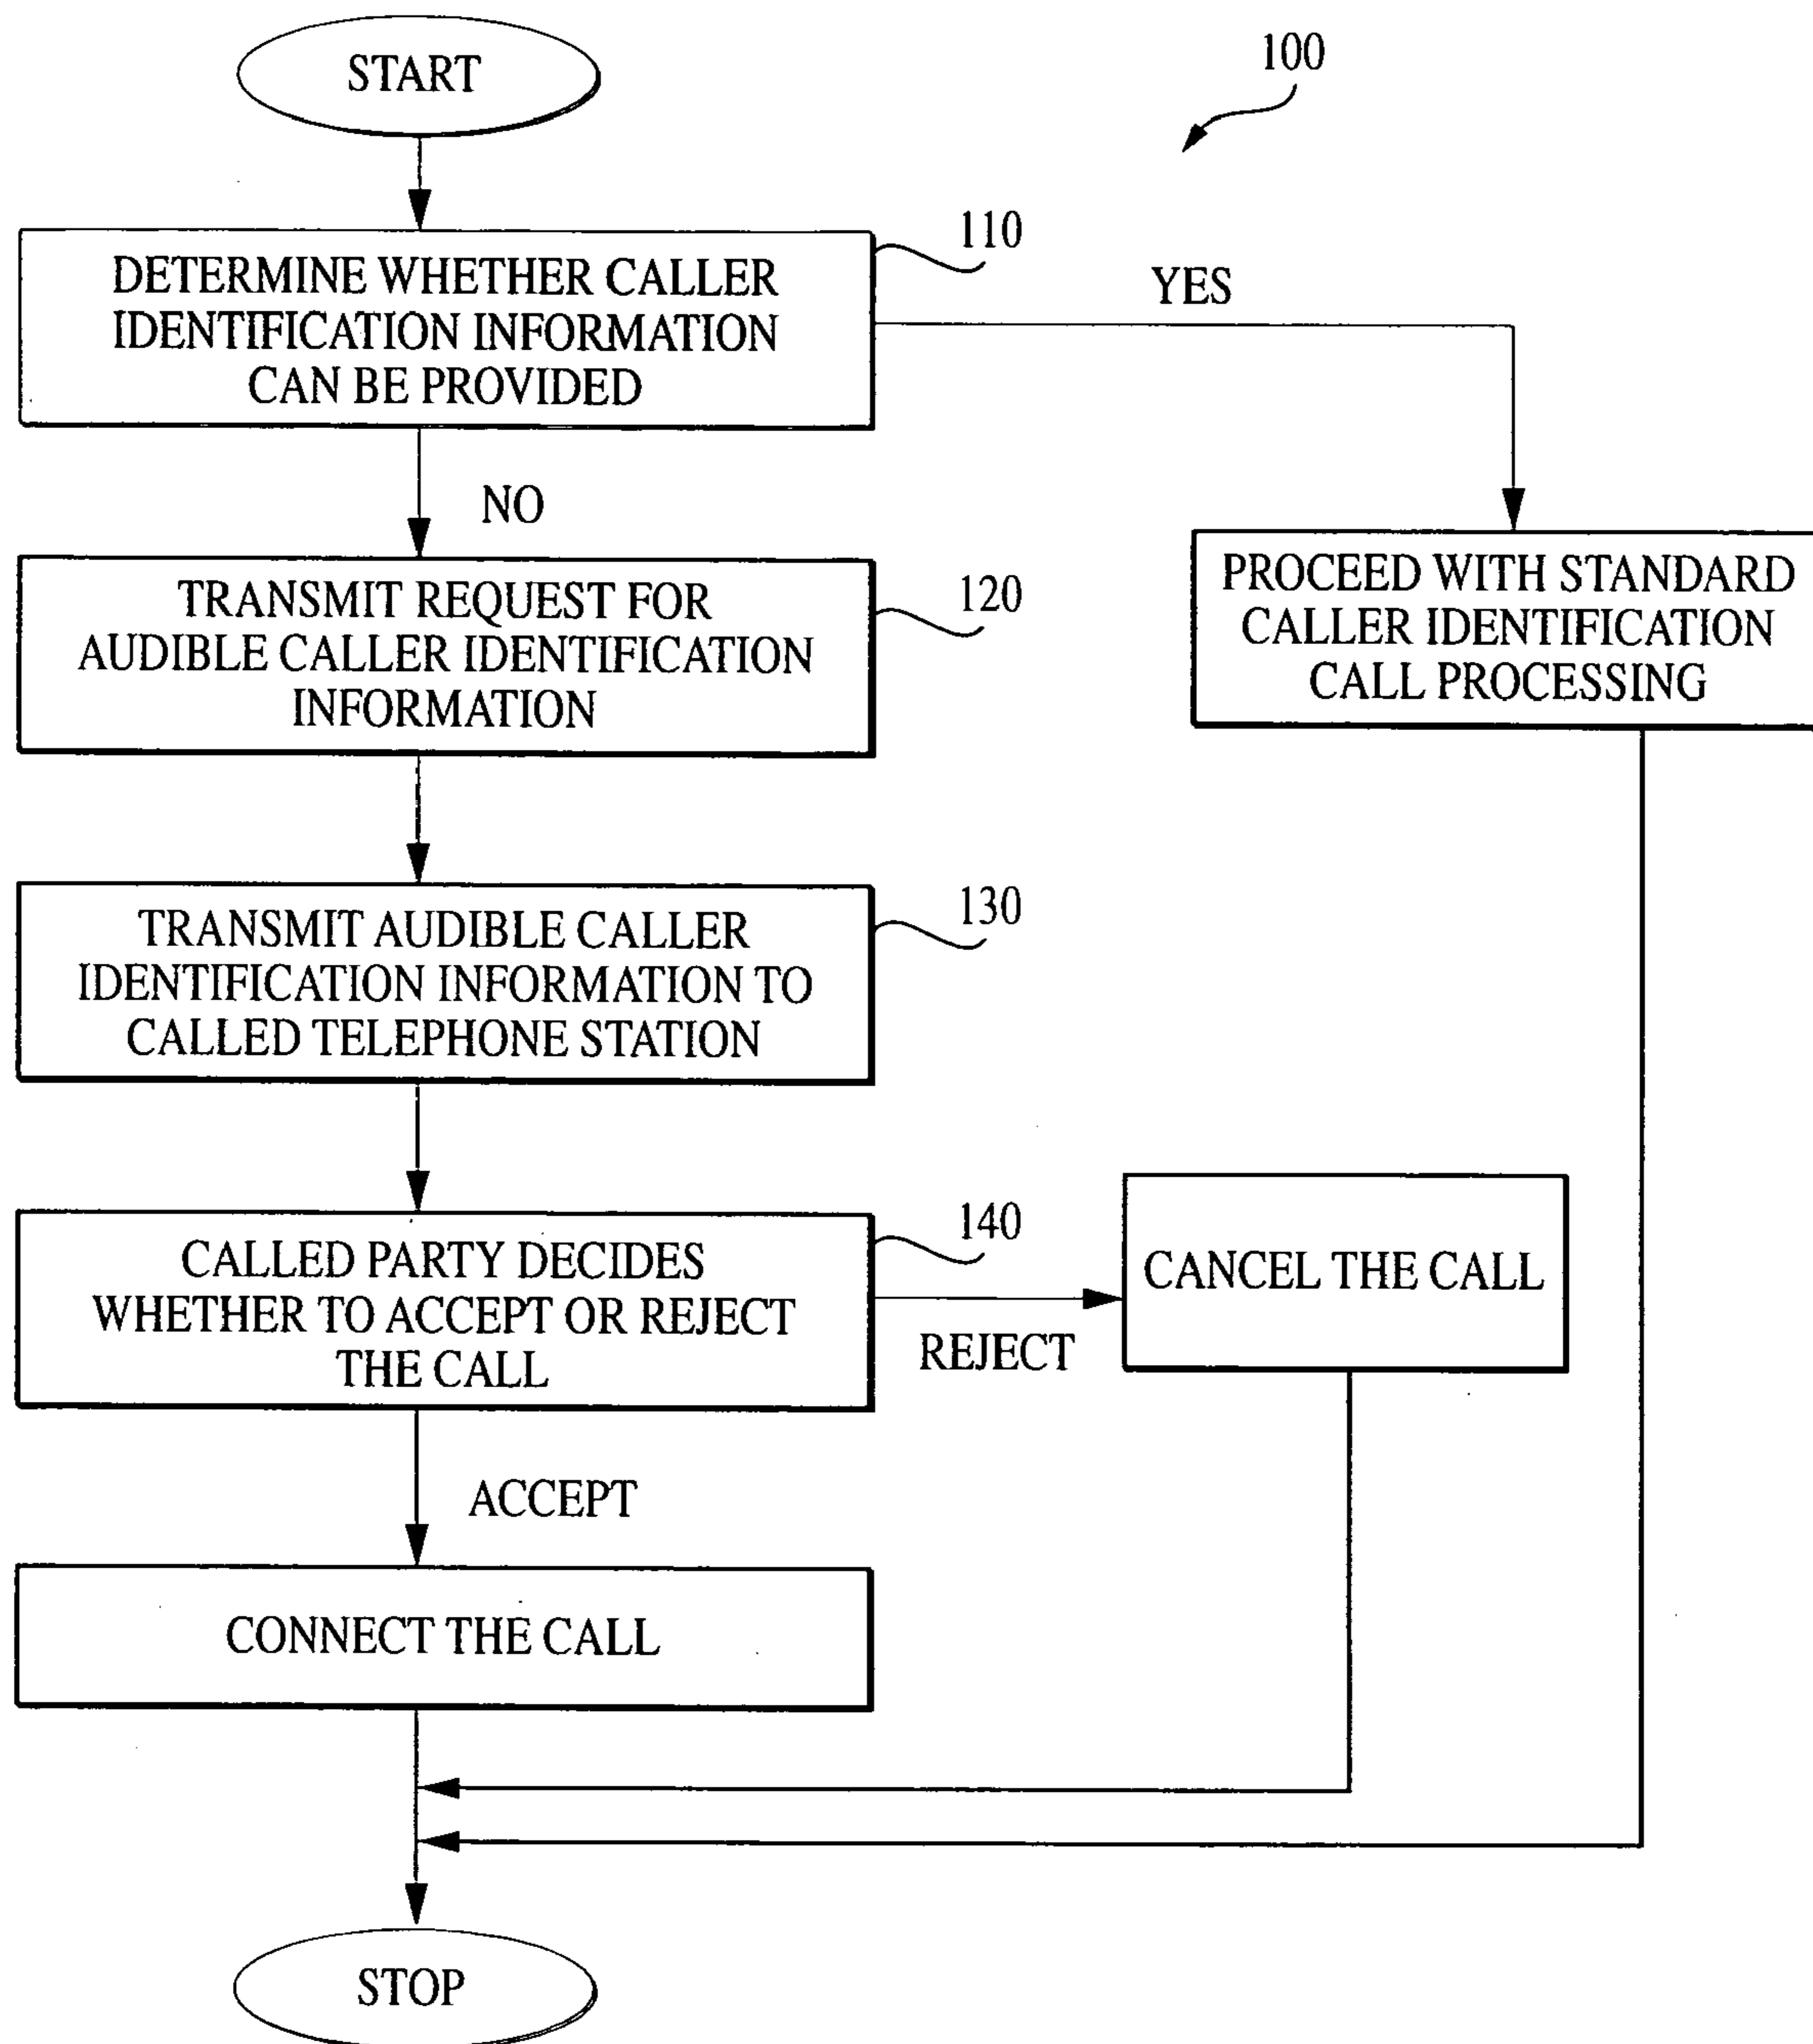 START
100
DETERMINE WHETHER CALLER
IDENTIFICATION INFORMATION
CAN BE PROVIDED
110
YES
NO
TRANSMIT REQUEST FOR
AUDIBLE CALLER IDENTIFICATION
INFORMATION
120
PROCEED WITH STANDARD
CALLER IDENTIFICATION
CALL PROCESSING
TRANSMIT AUDIBLE CALLER
IDENTIFICATION INFORMATION TO
CALLED TELEPHONE STATION
130
CALLED PARTY DECIDES
WHETHER TO ACCEPT OR REJECT
THE CALL
140
REJECT
CANCEL THE CALL
ACCEPT
CONNECT THE CALL
STOP